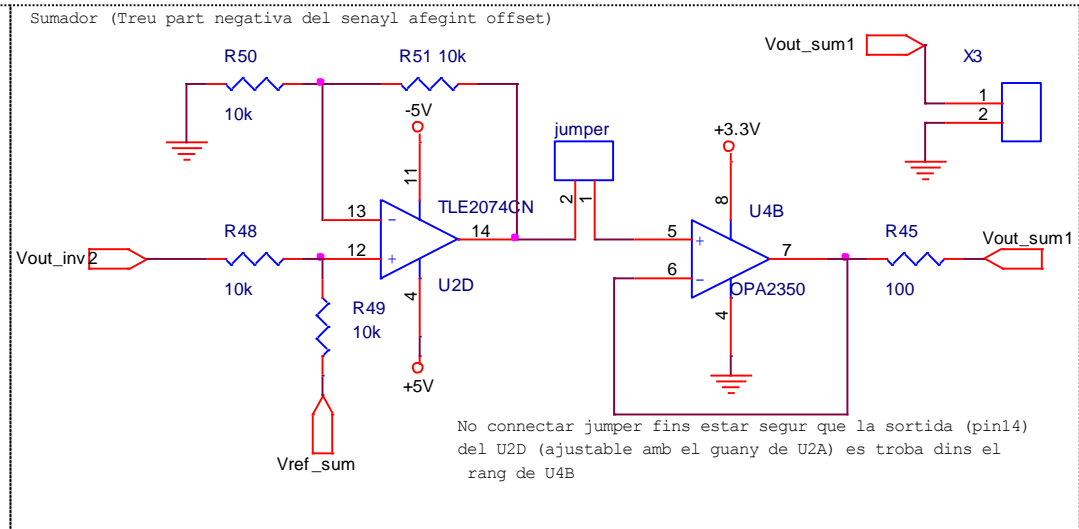 Sumador (Treu part negativa del senayl afegint offset)
Vout_sum1
X3
R50
R51 10k
1
2
10k
-5V
+3.3V
jumper
11
8
2
1
U4B
TLE2074CN
13
14
5
7
R45
Vout_sum1
R48
Vout_inv2
12
6
OPA2350
100
10k
U2D
4
R49
10k
4
+5V
Vref_sum
No connectar jumper fins estar segur que la sortida (pin14)
del U2D (ajustable amb el guany de U2A) es troba dins el
rang de U4B